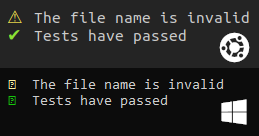 ⚠ The file name is invalid
✔ Tests have passed
⍰ The file name is invalid
⍰ Tests have passed